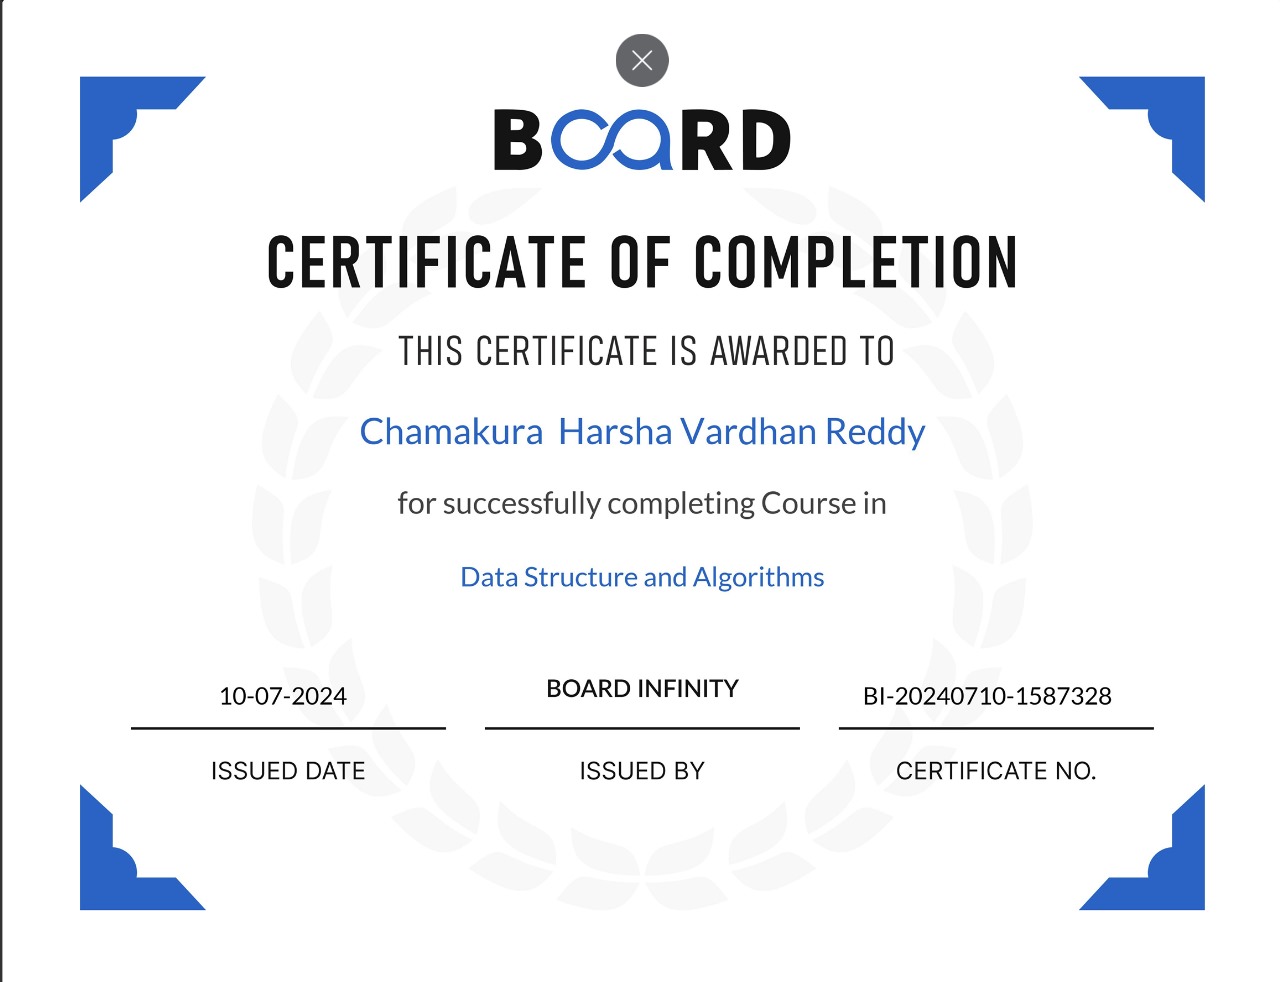 BOARD
CERTIFICATE OF COMPLETION
THIS CERTIFICATE IS AWARDED TO
Chamakura  Harsha Vardhan Reddy
for successfully completing Course in
Data Structure and Algorithms
10-07-2024
BOARD INFINITY
BI-20240710-1587328
ISSUED DATE
ISSUED BY
CERTIFICATE NO.